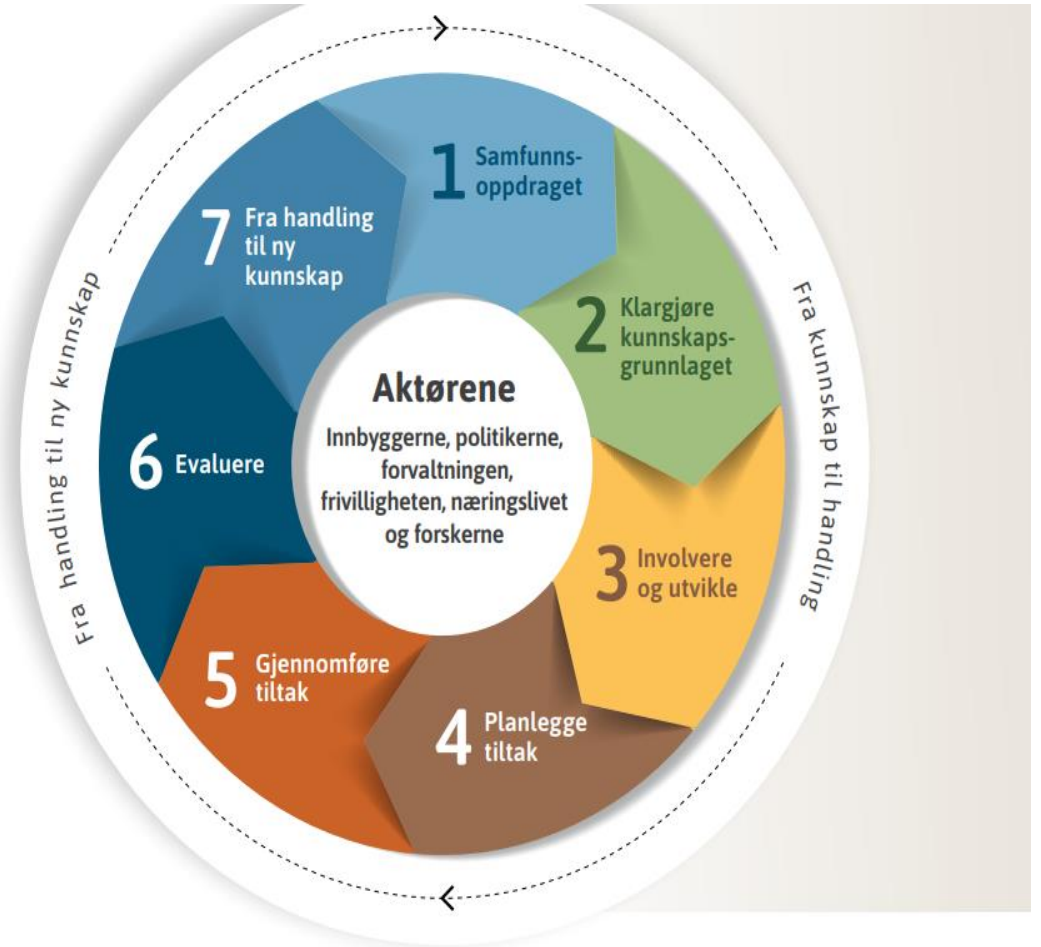 1 Samfunns-
oppdraget
2 Klargjøre
kunnskaps-
grunnlaget
3 Involvere
og utvikle
4 Planlegge
tiltak
5 Gjennomføre
tiltak
6 Evaluere
7 Fra handling
til ny
kunnskap
Aktørene
Innbyggerne, politikerne,
forvaltningen,
frivilligheten, næringslivet
og forskerne
Fra kunnskap til handling
Fra handling til ny kunnskap